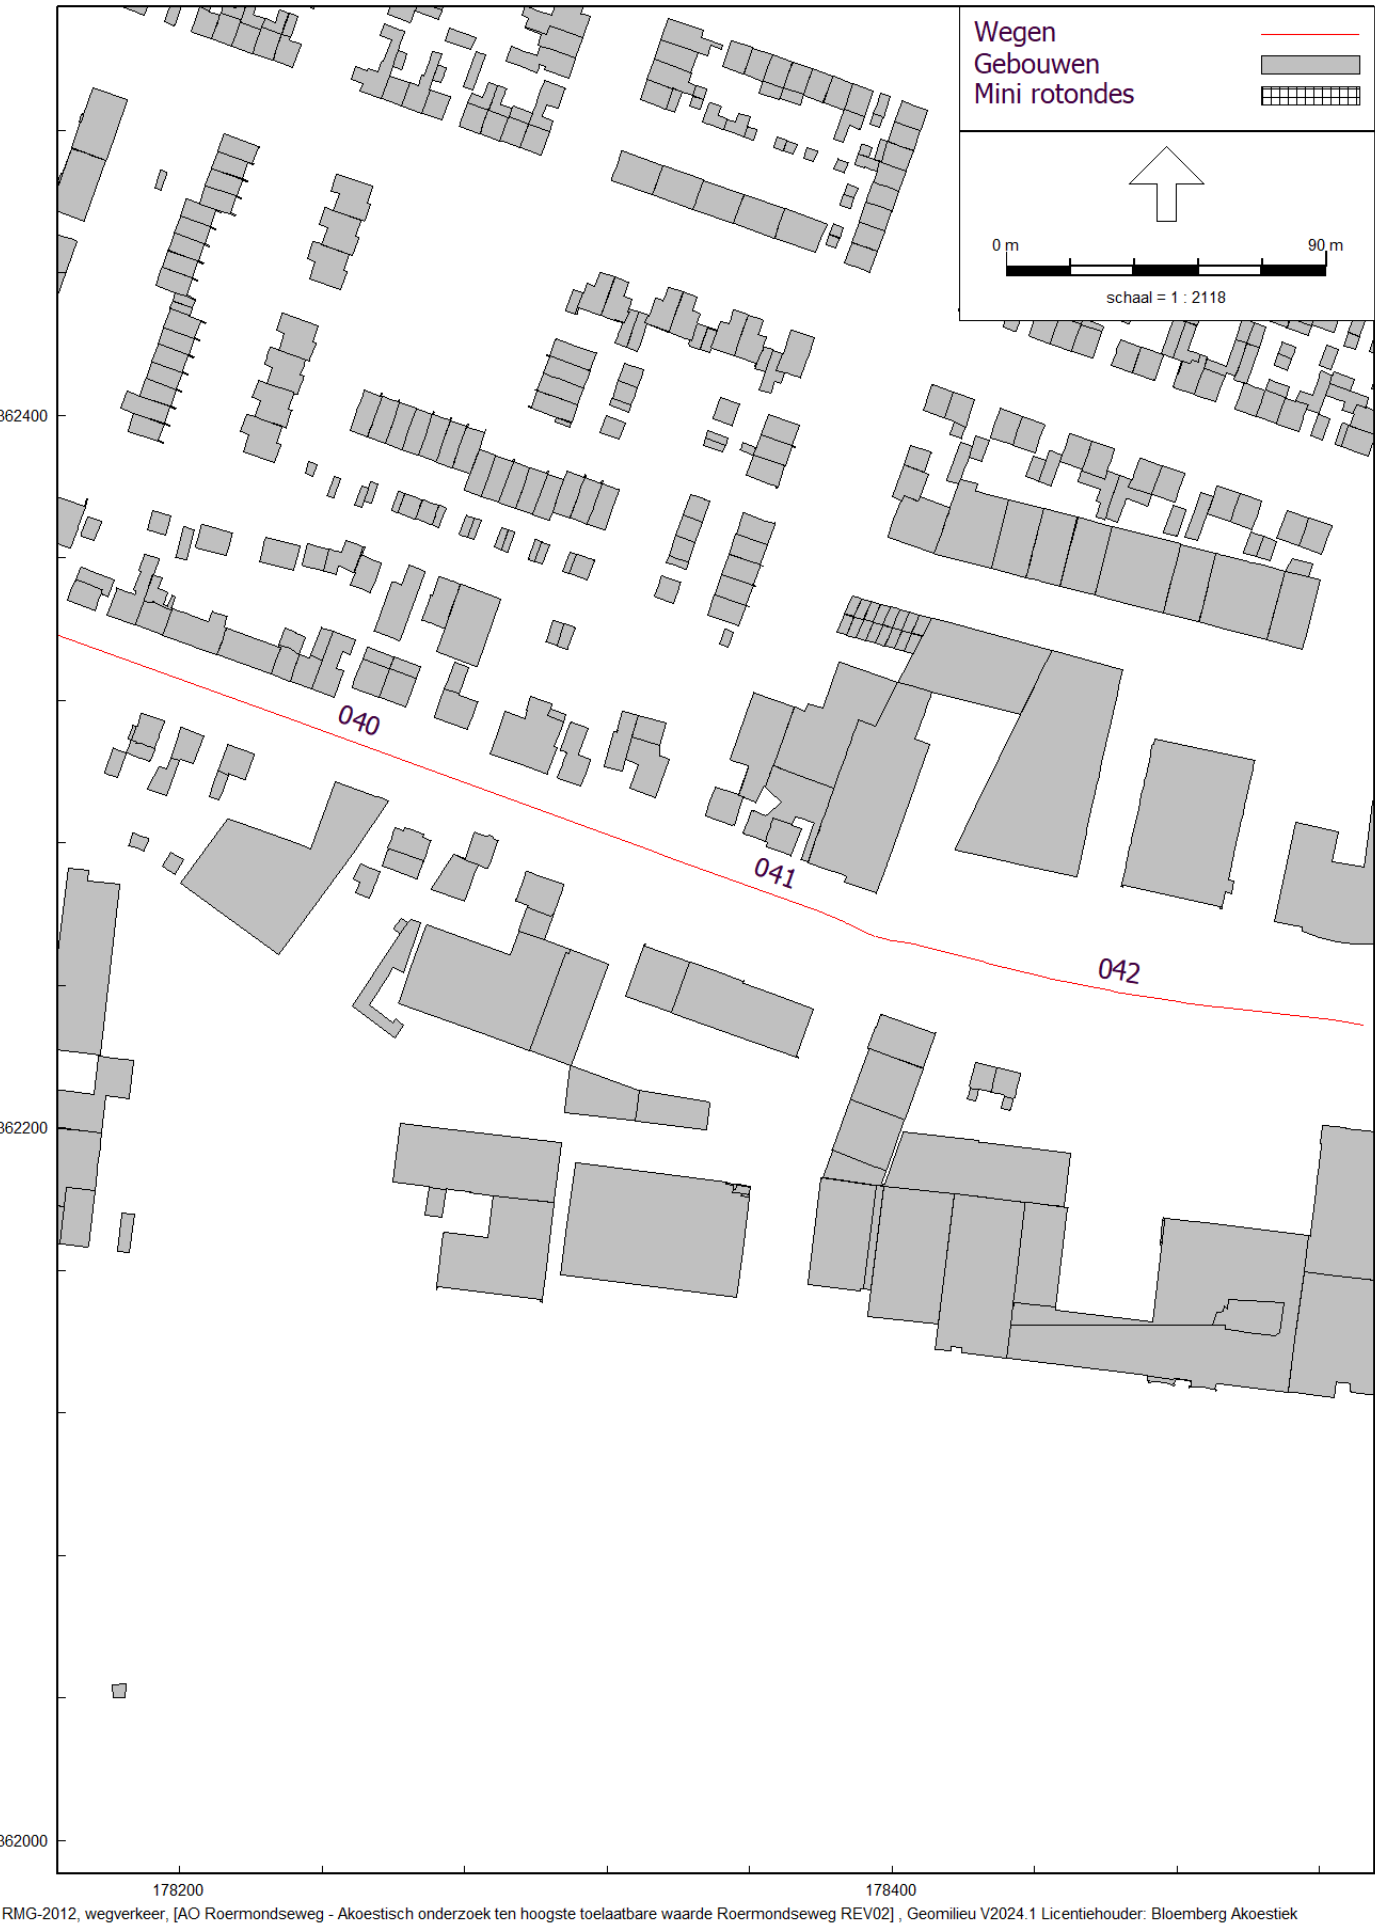 Wegen
Gebouwen
Mini rotondes
0 m 90 m
schaal = 1 : 2118
362400
040
041
042
362200
362000
178200 178400
RMG-2012, wegverkeer, [AO Roermondseweg - Akoestisch onderzoek ten hoogste toelaatbare waarde Roermondseweg REV02] , Geomilieu V2024.1 Licentiehouder: Bloemberg Akoestiek